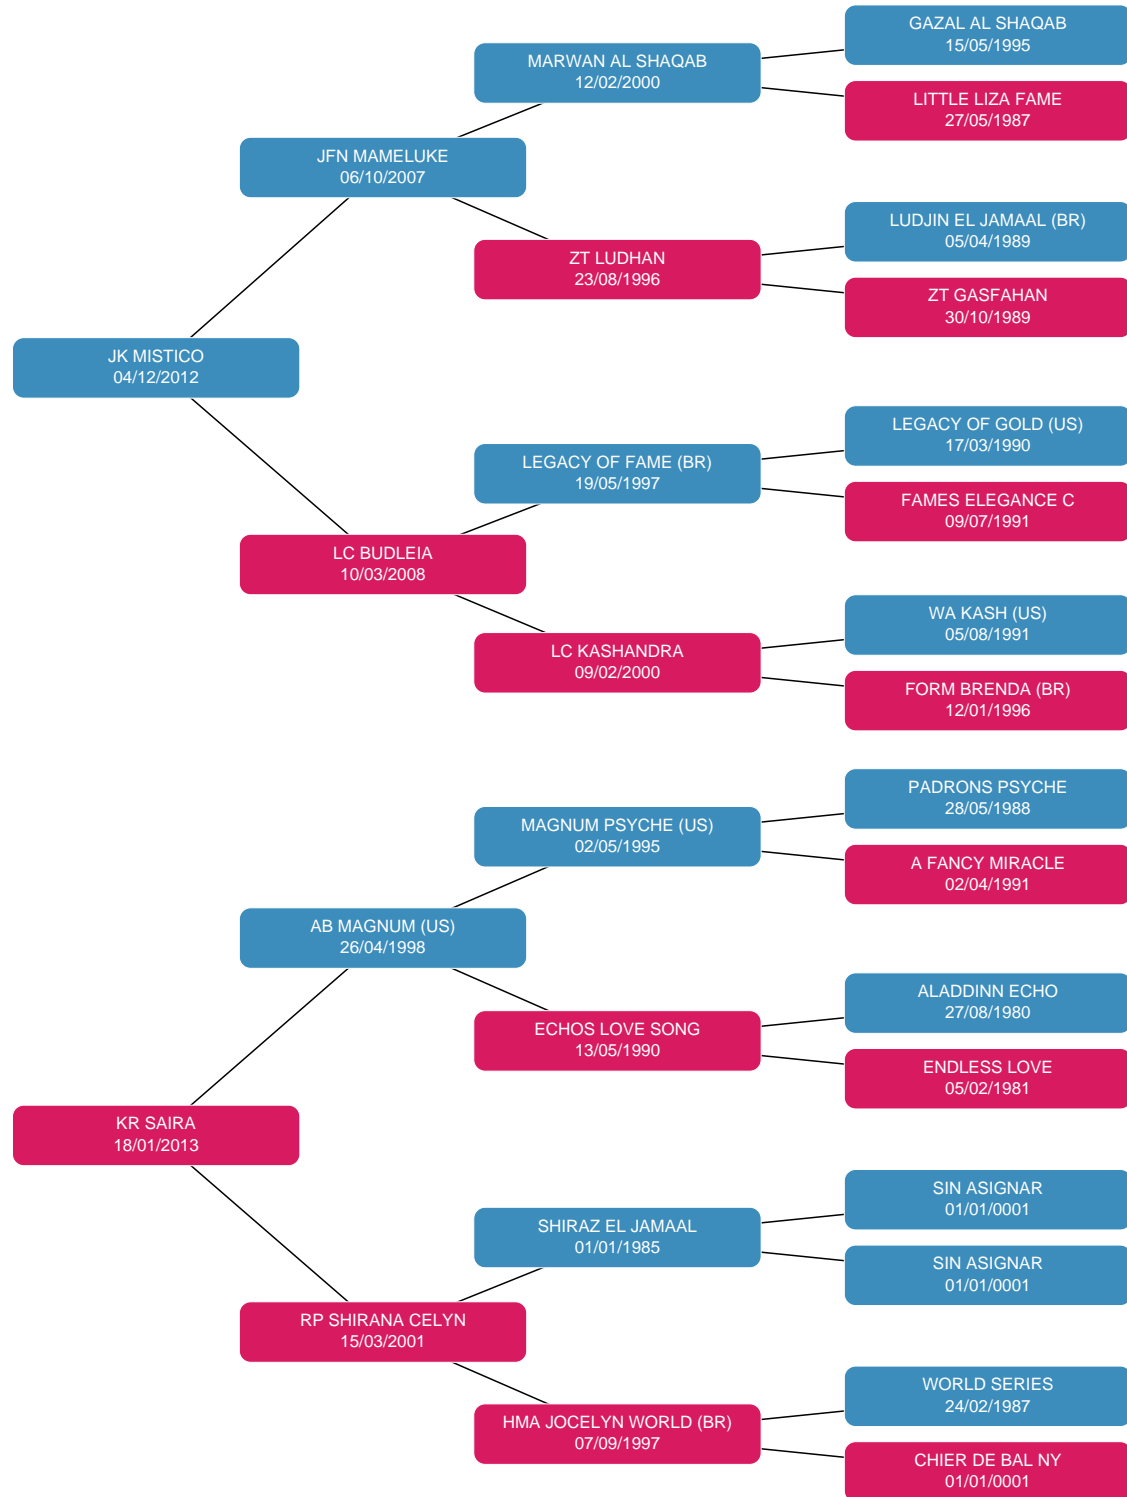 GAZAL AL SHAQAB
15/05/1995
MARWAN AL SHAQAB
12/02/2000
LITTLE LIZA FAME
27/05/1987
JFN MAMELUKE
06/10/2007
LUDJIN EL JAMAAL (BR)
05/04/1989
ZT LUDHAN
23/08/1996
ZT GASFAHAN
30/10/1989
JK MISTICO
04/12/2012
LEGACY OF GOLD (US)
17/03/1990
LEGACY OF FAME (BR)
19/05/1997
FAMES ELEGANCE C
09/07/1991
LC BUDLEIA
10/03/2008
WA KASH (US)
05/08/1991
LC KASHANDRA
09/02/2000
FORM BRENDA (BR)
12/01/1996
PADRONS PSYCHE
28/05/1988
MAGNUM PSYCHE (US)
02/05/1995
A FANCY MIRACLE
02/04/1991
AB MAGNUM (US)
26/04/1998
ALADDINN ECHO
27/08/1980
ECHOS LOVE SONG
13/05/1990
ENDLESS LOVE
05/02/1981
KR SAIRA
18/01/2013
SIN ASIGNAR
01/01/0001
SHIRAZ EL JAMAAL
01/01/1985
SIN ASIGNAR
01/01/0001
RP SHIRANA CELYN
15/03/2001
WORLD SERIES
24/02/1987
HMA JOCELYN WORLD (BR)
07/09/1997
CHIER DE BAL NY
01/01/0001